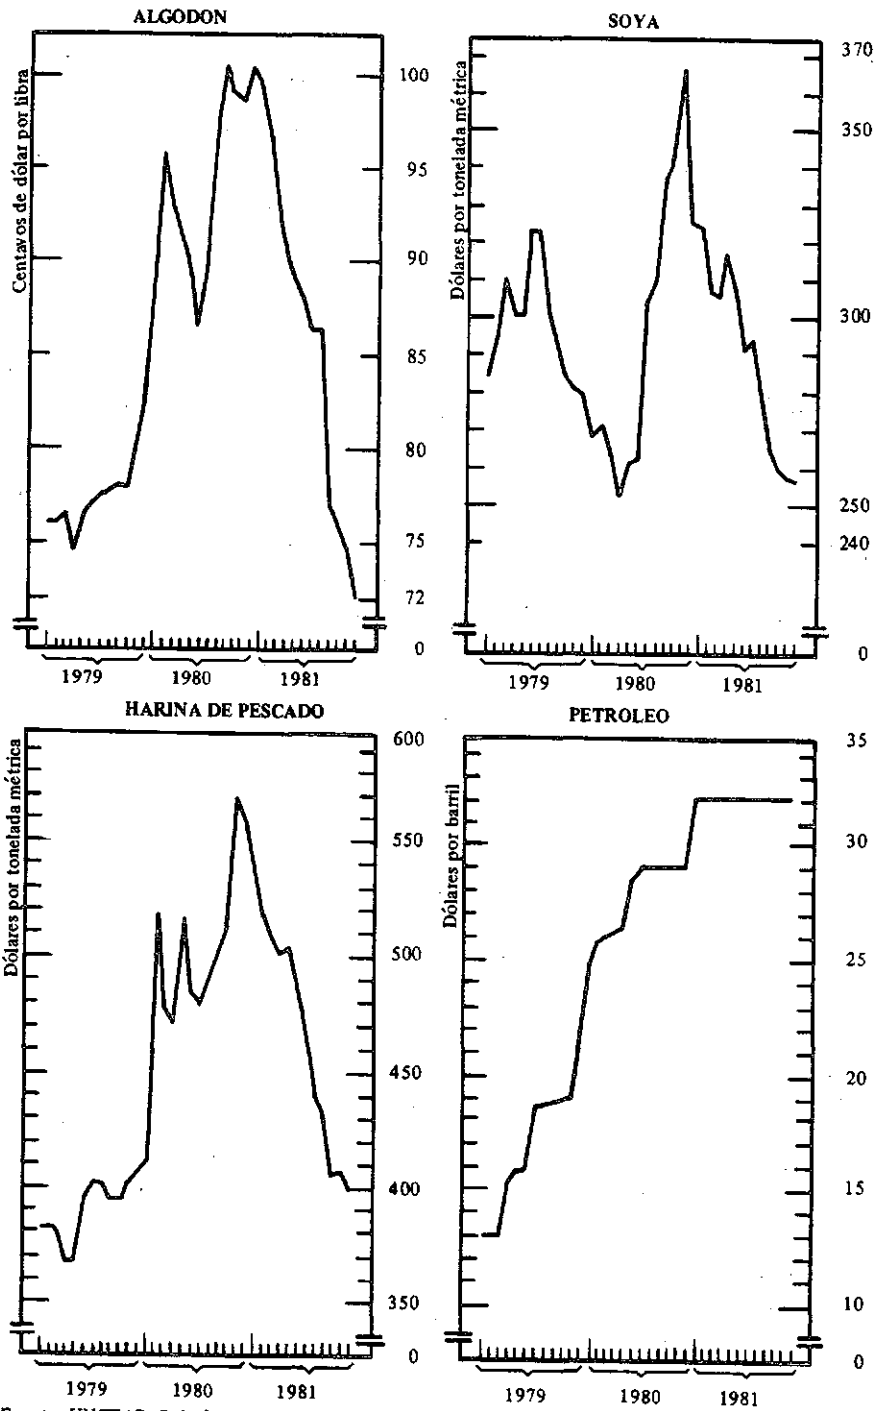 ALGODON
Centavos de dólar por libra
100
95
90
85
80
75
72
0
1979 1980 1981
SOYA
Dólares por tonelada métrica
370
350
300
250
240
0
1979 1980 1981
HARINA DE PESCADO
Dólares por tonelada métrica
600
550
500
450
400
350
0
1979 1980 1981
PETROLEO
Dólares por barril
35
30
25
20
15
10
0
1979 1980 1981